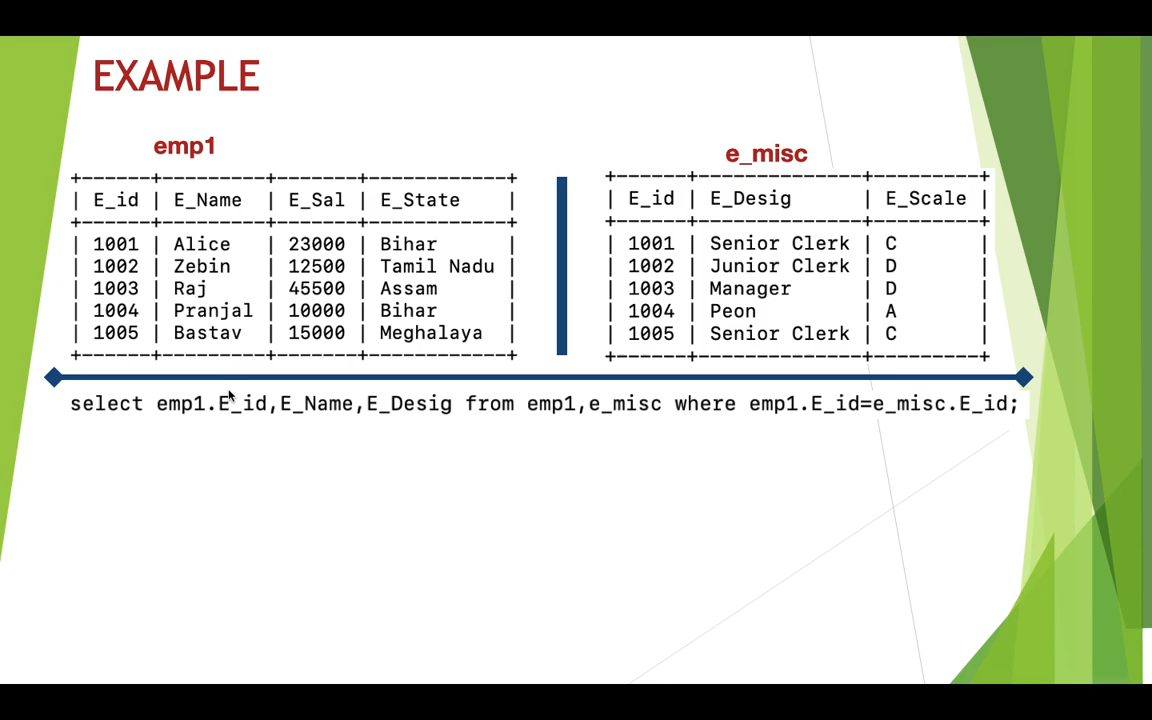 EXAMPLE
emp1
+------+---------+-------+------------+
| E_id | E_Name  | E_Sal | E_State    |
+------+---------+-------+------------+
| 1001 | Alice   | 23000 | Bihar      |
| 1002 | Zebin   | 12500 | Tamil Nadu |
| 1003 | Raj     | 45500 | Assam      |
| 1004 | Pranjal | 10000 | Bihar      |
| 1005 | Bastav  | 15000 | Meghalaya  |
+------+---------+-------+------------+
e_misc
+------+--------------+---------+
| E_id | E_Desig      | E_Scale |
+------+--------------+---------+
| 1001 | Senior Clerk | C       |
| 1002 | Junior Clerk | D       |
| 1003 | Manager      | D       |
| 1004 | Peon         | A       |
| 1005 | Senior Clerk | C       |
+------+--------------+---------+
select emp1.E_id,E_Name,E_Desig from emp1,e_misc where emp1.E_id=e_misc.E_id;